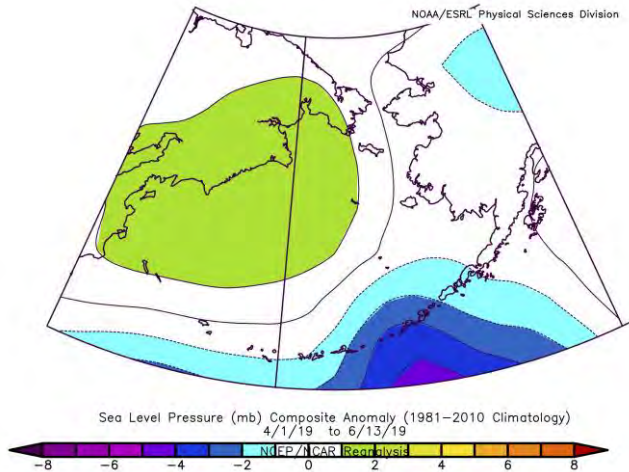 NOAA/ESRL Physical Sciences Division
Sea Level Pressure (mb) Composite Anomaly (1981−2010 Climatology)
4/1/19 to 6/13/19
NCEP/NCAR Reanalysis
−8 −6 −4 −2 0 2 4 6 8